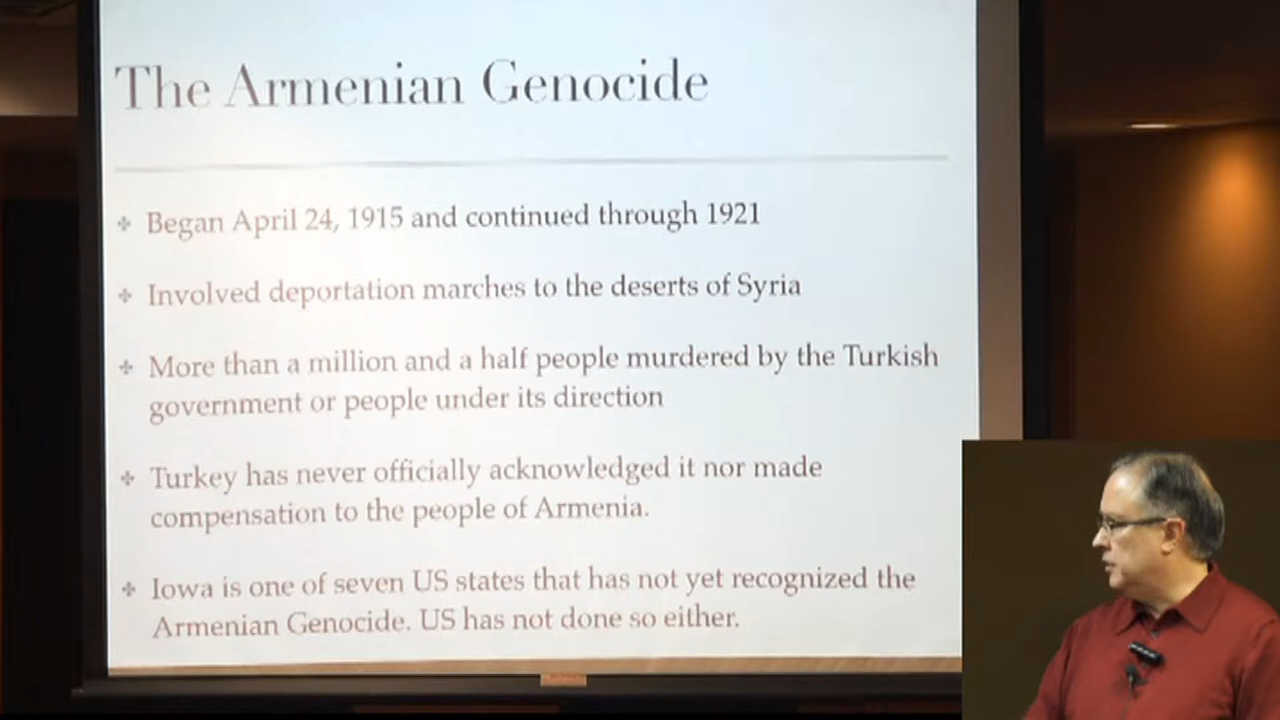 The Armenian Genocide
Began April 24, 1915 and continued through 1921
Involved deportation marches to the deserts of Syria
More than a million and a half people murdered by the Turkish
government or people under its direction
Turkey has never officially acknowledged it nor made
compensation to the people of Armenia.
Iowa is one of seven US states that has not yet recognized the
Armenian Genocide. US has not done so either.